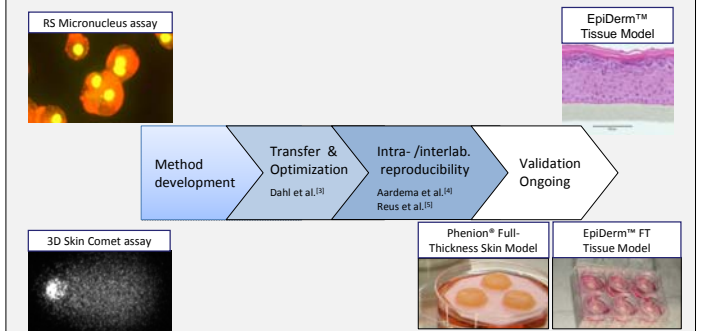 RS Micronucleus assay
EpiDerm™
Tissue Model
Method
development
Transfer &
Optimization
Dahl et al.[3]
Intra- /interlab.
reproducibility
Aardema et al.[4]
Reus et al.[5]
Validation
Ongoing
3D Skin Comet assay
Phenion® Full-
Thickness Skin Model
EpiDerm™ FT
Tissue Model